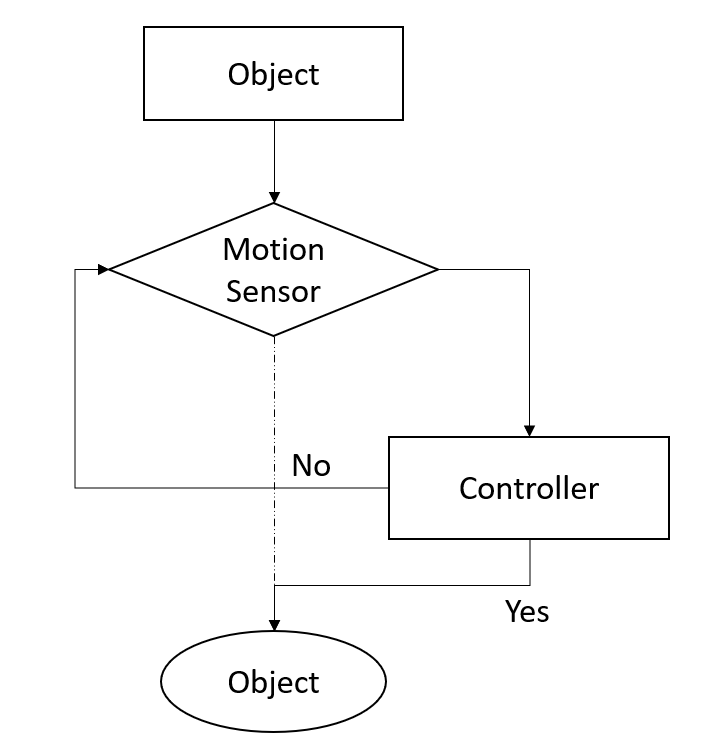 Object
Motion
Sensor
No
Controller
Yes
Object